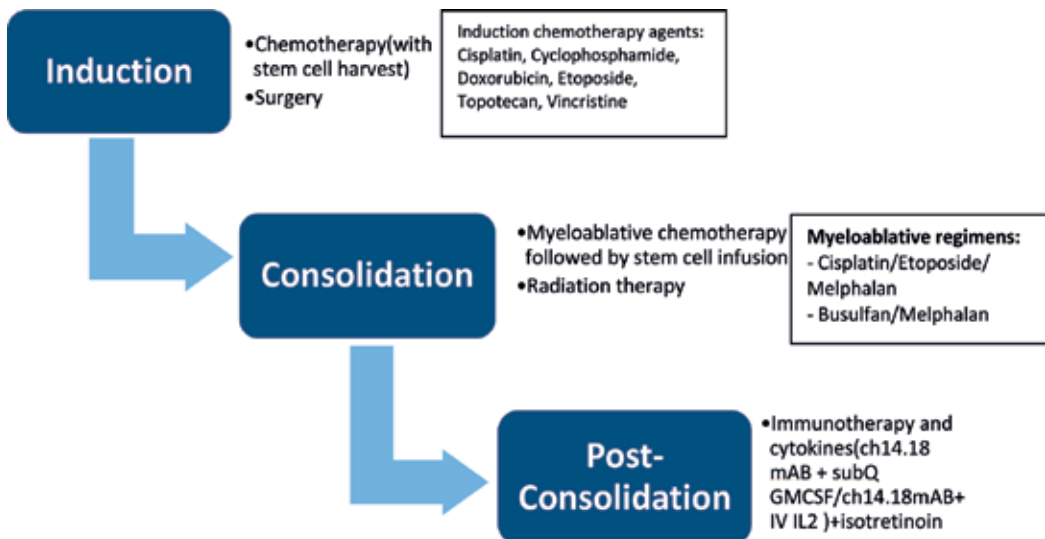 Induction
•Chemotherapy(with
stem cell harvest)
•Surgery
Induction chemotherapy agents:
Cisplatin, Cyclophosphamide,
Doxorubicin, Etoposide,
Topotecan, Vincristine
Consolidation
•Myeloablative chemotherapy
followed by stem cell infusion
•Radiation therapy
Myeloablative regimens:
- Cisplatin/Etoposide/
Melphalan
- Busulfan/Melphalan
Post-
Consolidation
•Immunotherapy and
cytokines(ch14.18
mAB + subQ
GMCSF/ch14.18mAB+
IV IL2 )+isotretinoin